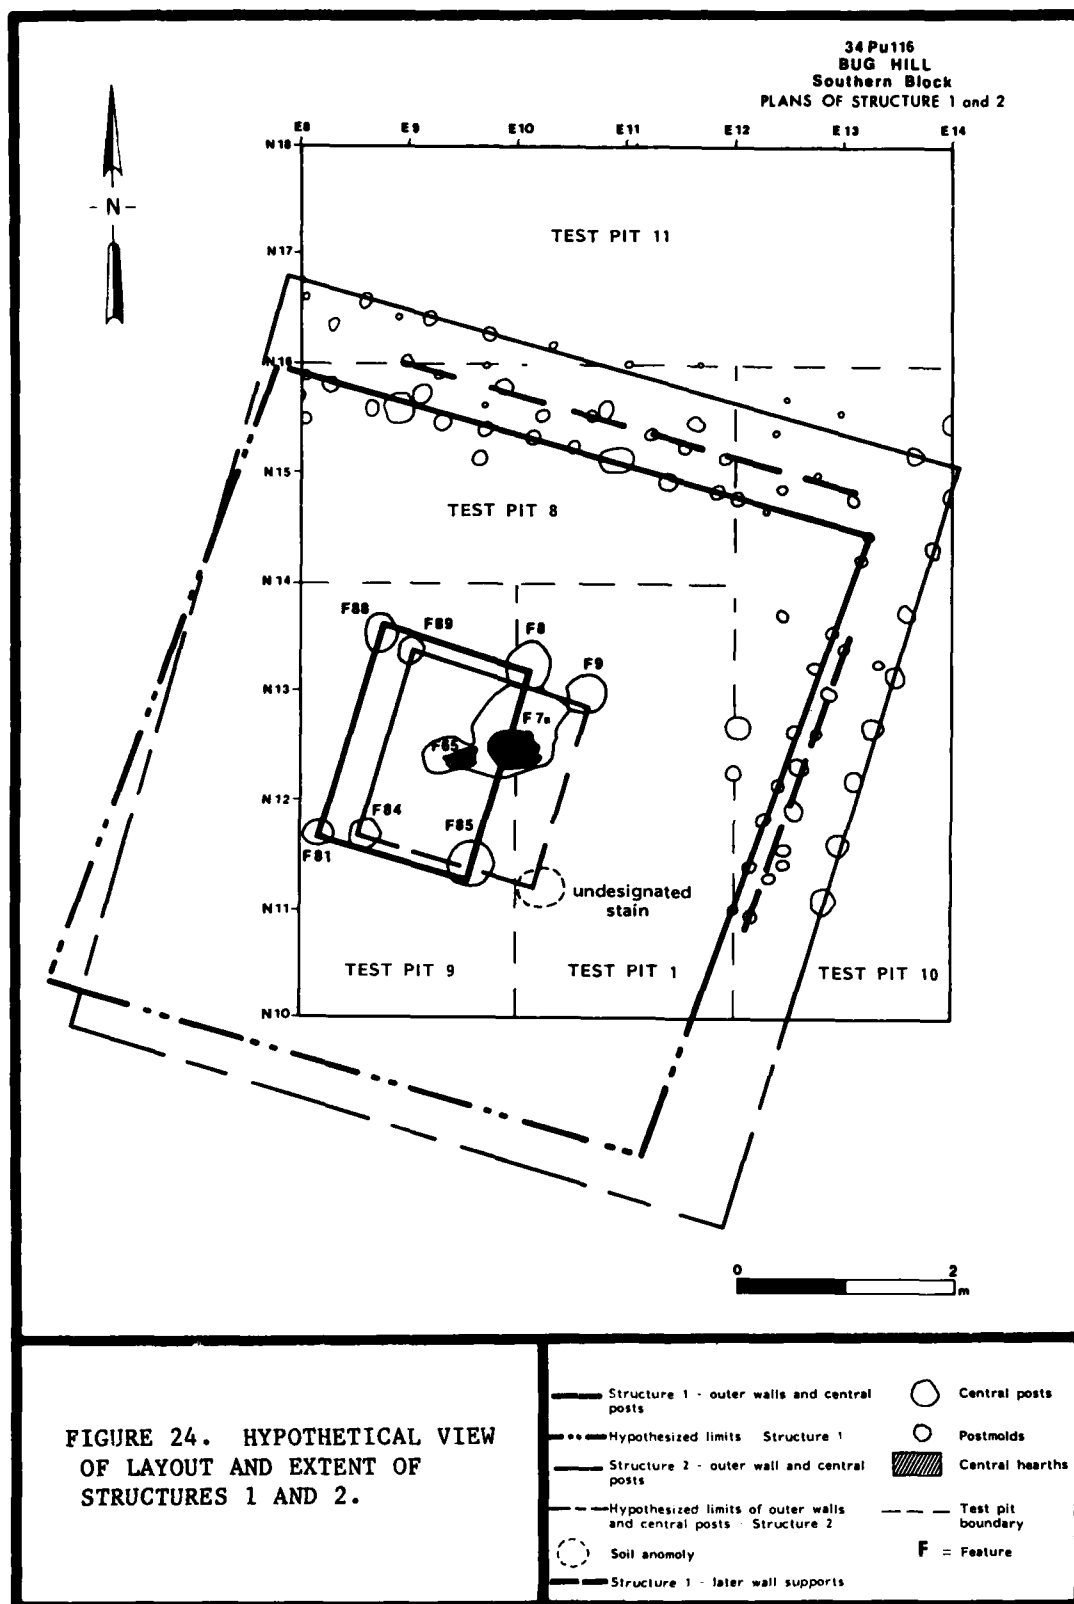 34Pu116
BUG HILL
Southern Block
PLANS OF STRUCTURE 1 and 2
E8 E9 E10 E11 E12 E13 E14
N18
- N -
TEST PIT 11
N17
N16
N15
TEST PIT 8
N14
F88 F89 F8 F9
N13
F7a
F65
N12
F84 F85
F81
undesignated
stain
N11
TEST PIT 9 TEST PIT 1 TEST PIT 10
N10
0 2
m
FIGURE 24. HYPOTHETICAL VIEW
OF LAYOUT AND EXTENT OF
STRUCTURES 1 AND 2.
Structure 1 - outer walls and central
posts
Hypothesized limits Structure 1
Structure 2 - outer wall and central
posts
Hypothesized limits of outer walls
and central posts - Structure 2
Soil anomoly
Structure 1 - later wall supports
Central posts
Postmolds
Central hearths
Test pit
boundary
F = Feature